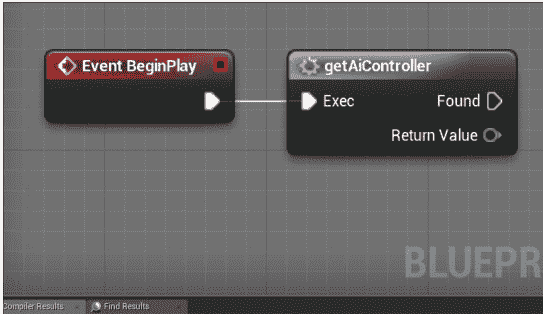 Event BeginPlay
getAiController
Exec
Found
Return Value
BLUEPR
Compiler Results
Find Results